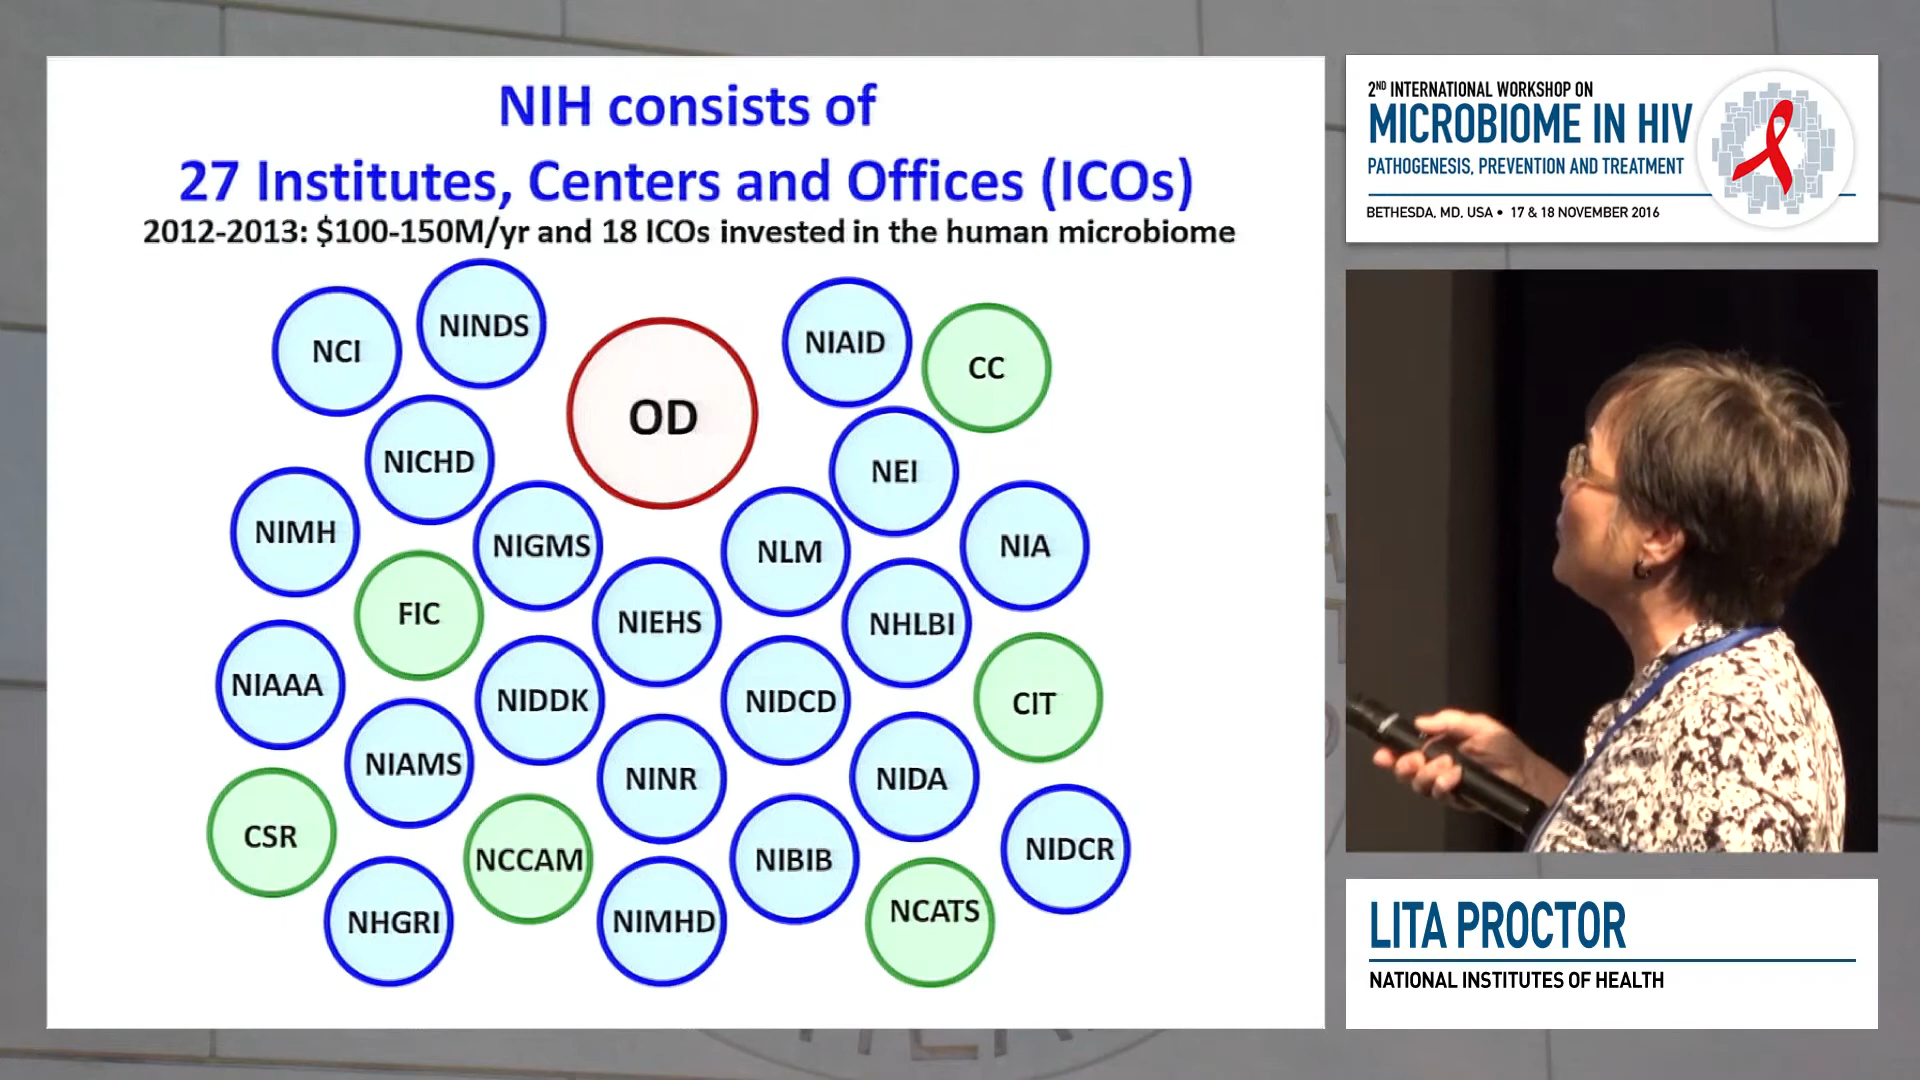 NIH consists of
27 Institutes, Centers and Offices (ICOs)
2012-2013: $100-150M/yr and 18 ICOs invested in the human microbiome
NCI
NINDS
OD
NIAID
CC
NICHD
NEI
NIMH
NIGMS
NLM
NIA
FIC
NIEHS
NHLBI
NIAAA
NIDDK
NIDCD
CIT
NIAMS
NINR
NIDA
CSR
NCCAM
NIBIB
NIDCR
NHGRI
NIMHD
NCATS
2ND INTERNATIONAL WORKSHOP ON
MICROBIOME IN HIV
PATHOGENESIS, PREVENTION AND TREATMENT
BETHESDA, MD, USA • 17 & 18 NOVEMBER 2016
LITA PROCTOR
NATIONAL INSTITUTES OF HEALTH